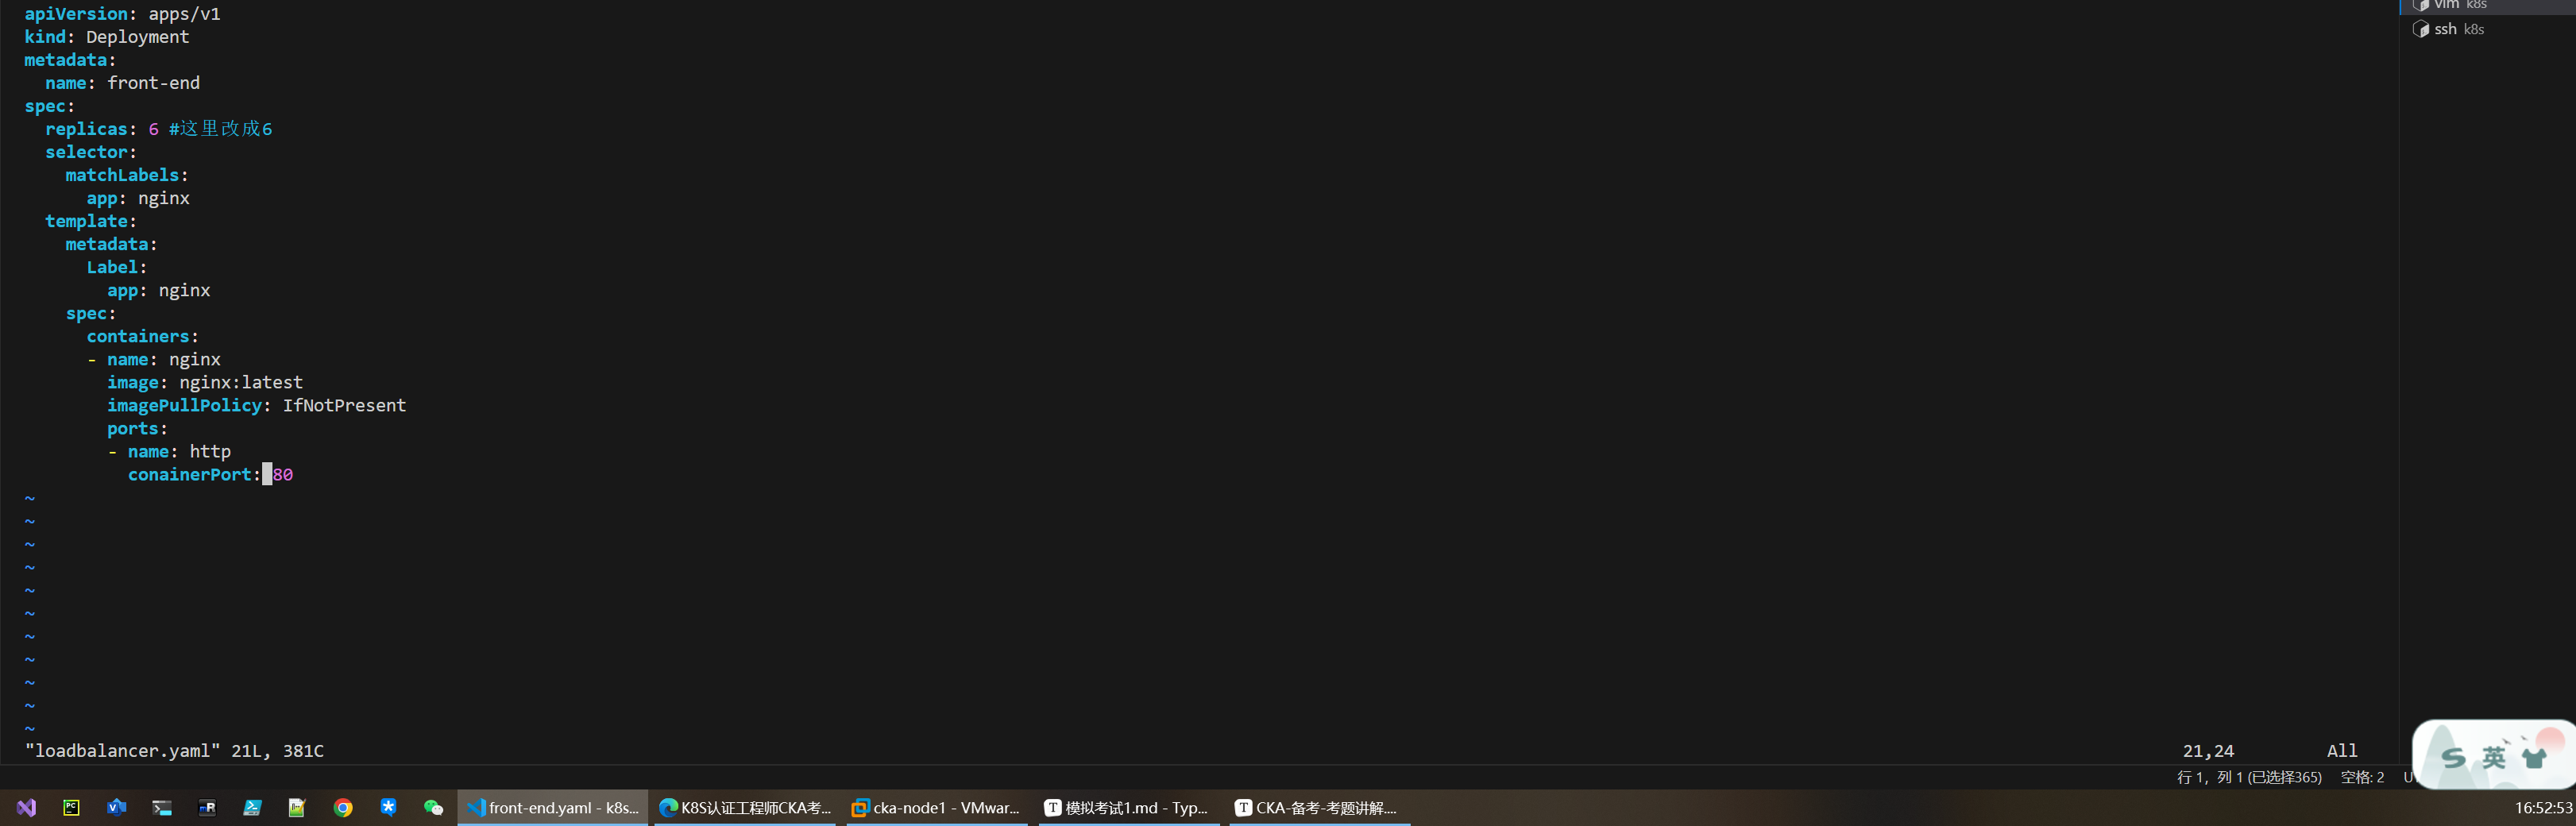 apiVersion: apps/v1
vim k8s
kind: Deployment
ssh k8s
metadata:
  name: front-end
spec:
  replicas: 6 #这里改成6
  selector:
    matchLabels:
      app: nginx
  template:
    metadata:
      Label:
        app: nginx
    spec:
      containers:
      - name: nginx
        image: nginx:latest
        imagePullPolicy: IfNotPresent
        ports:
        - name: http
          conainerPort: 80
~
~
~
~
~
~
~
~
~
~
~
"loadbalancer.yaml" 21L, 381C 21,24 All
S 英
行 1，列 1 (已选择365) 空格: 2 U
front-end.yaml - k8s... K8S认证工程师CKA考... cka-node1 - VMwar... 模拟考试1.md - Typ... CKA-备考-考题讲解.... 16:52:53